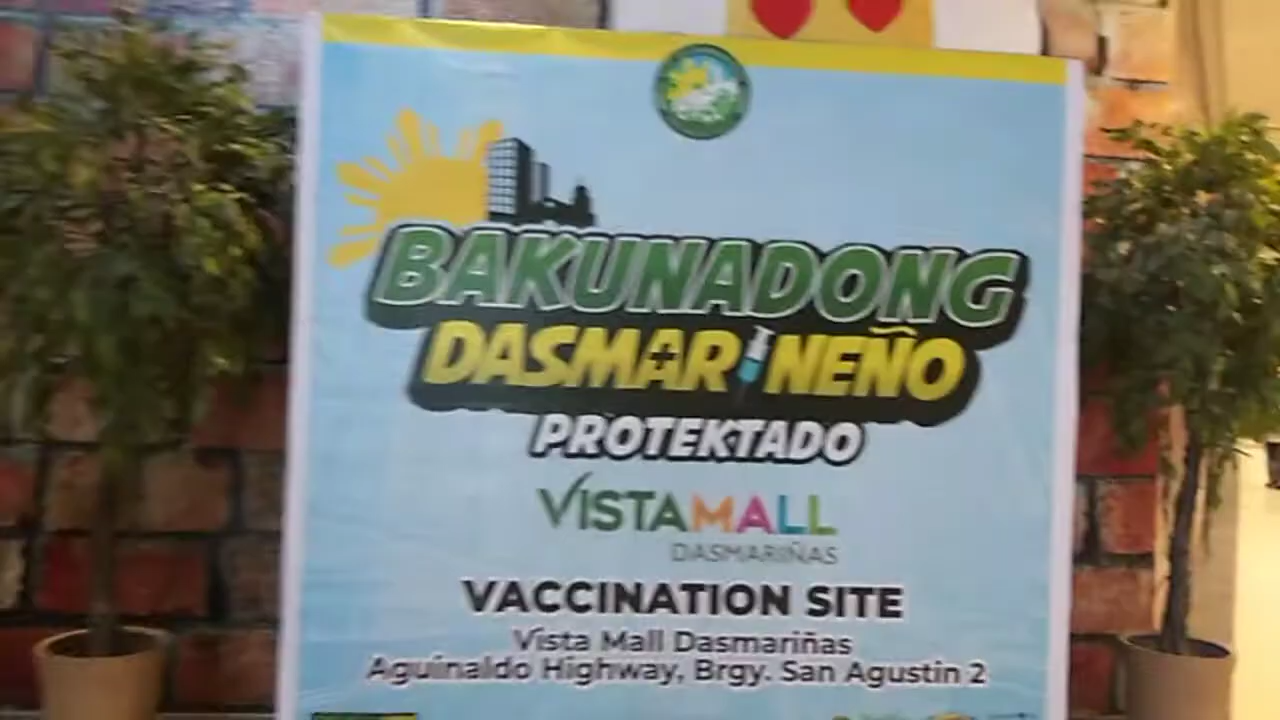 BAKUNADONG
DASMARIÑEÑO
PROTEKTADO
VISTAMALL
DASMARIÑAS
VACCINATION SITE
Vista Mall Dasmariñas
Aguinaldo Highway, Brgy. San Agustin 2